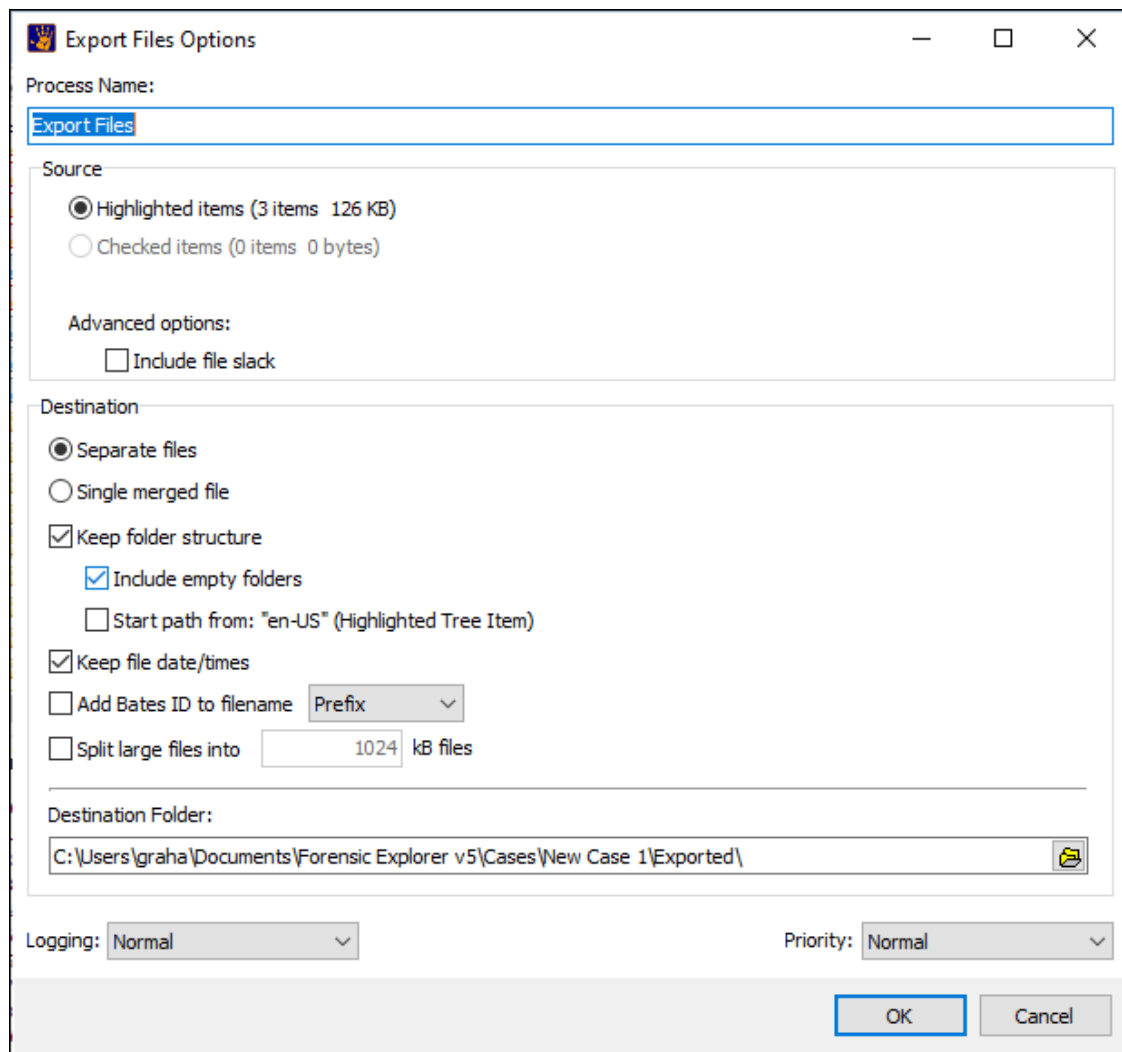 Export Files Options
Process Name:
Export Files
Source
Highlighted items (3 items  126 KB)
Checked items (0 items  0 bytes)
Advanced options:
Include file slack
Destination
Separate files
Single merged file
Keep folder structure
Include empty folders
Start path from: "en-US" (Highlighted Tree Item)
Keep file date/times
Add Bates ID to filename Prefix
Split large files into 1024 kB files
Destination Folder:
C:\Users\graha\Documents\Forensic Explorer v5\Cases\New Case 1\Exported\
Logging: Normal Priority: Normal
OK Cancel